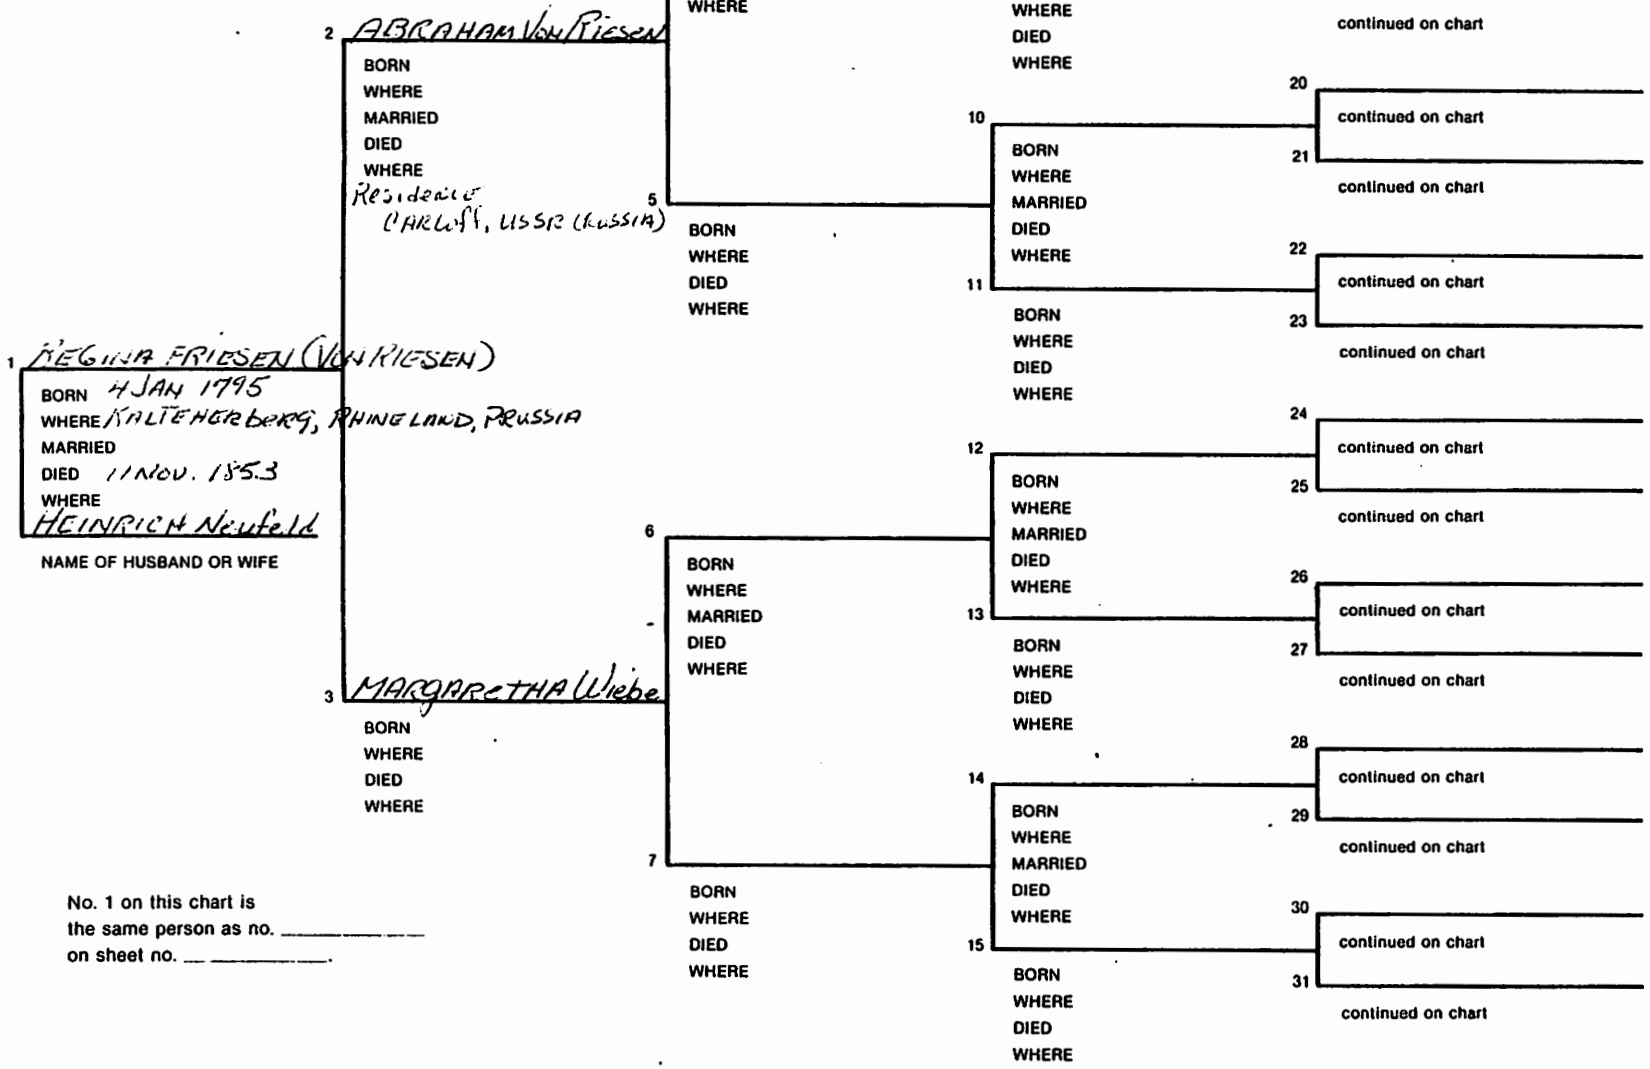 WHERE
2 ABRAHAM Von Riesen
BORN
WHERE
MARRIED
DIED
WHERE
Residence
USSR (RUSSIA)
1 REGINA FRIESEN (Von RIESEN)
BORN 4 JAN 1795
WHERE KALTEHERberg, RHINELAND, PRUSSIA
MARRIED
DIED 11 Nov. 1853
WHERE
HEINRICH Neufeld
NAME OF HUSBAND OR WIFE
3 MARGARETHA Wiebe
BORN
WHERE
DIED
WHERE
5
BORN
WHERE
DIED
WHERE
6
BORN
WHERE
MARRIED
DIED
WHERE
7
BORN
WHERE
DIED
WHERE
WHERE
DIED
WHERE
10
BORN
WHERE
MARRIED
DIED
WHERE
11
BORN
WHERE
DIED
WHERE
12
BORN
WHERE
MARRIED
DIED
WHERE
13
BORN
WHERE
DIED
WHERE
14
BORN
WHERE
MARRIED
DIED
WHERE
15
BORN
WHERE
DIED
WHERE
continued on chart
20
continued on chart
21
continued on chart
22
continued on chart
23
continued on chart
24
continued on chart
25
continued on chart
26
continued on chart
27
continued on chart
28
continued on chart
29
continued on chart
30
continued on chart
31
continued on chart
No. 1 on this chart is
the same person as no. ____________
on sheet no. ____________.